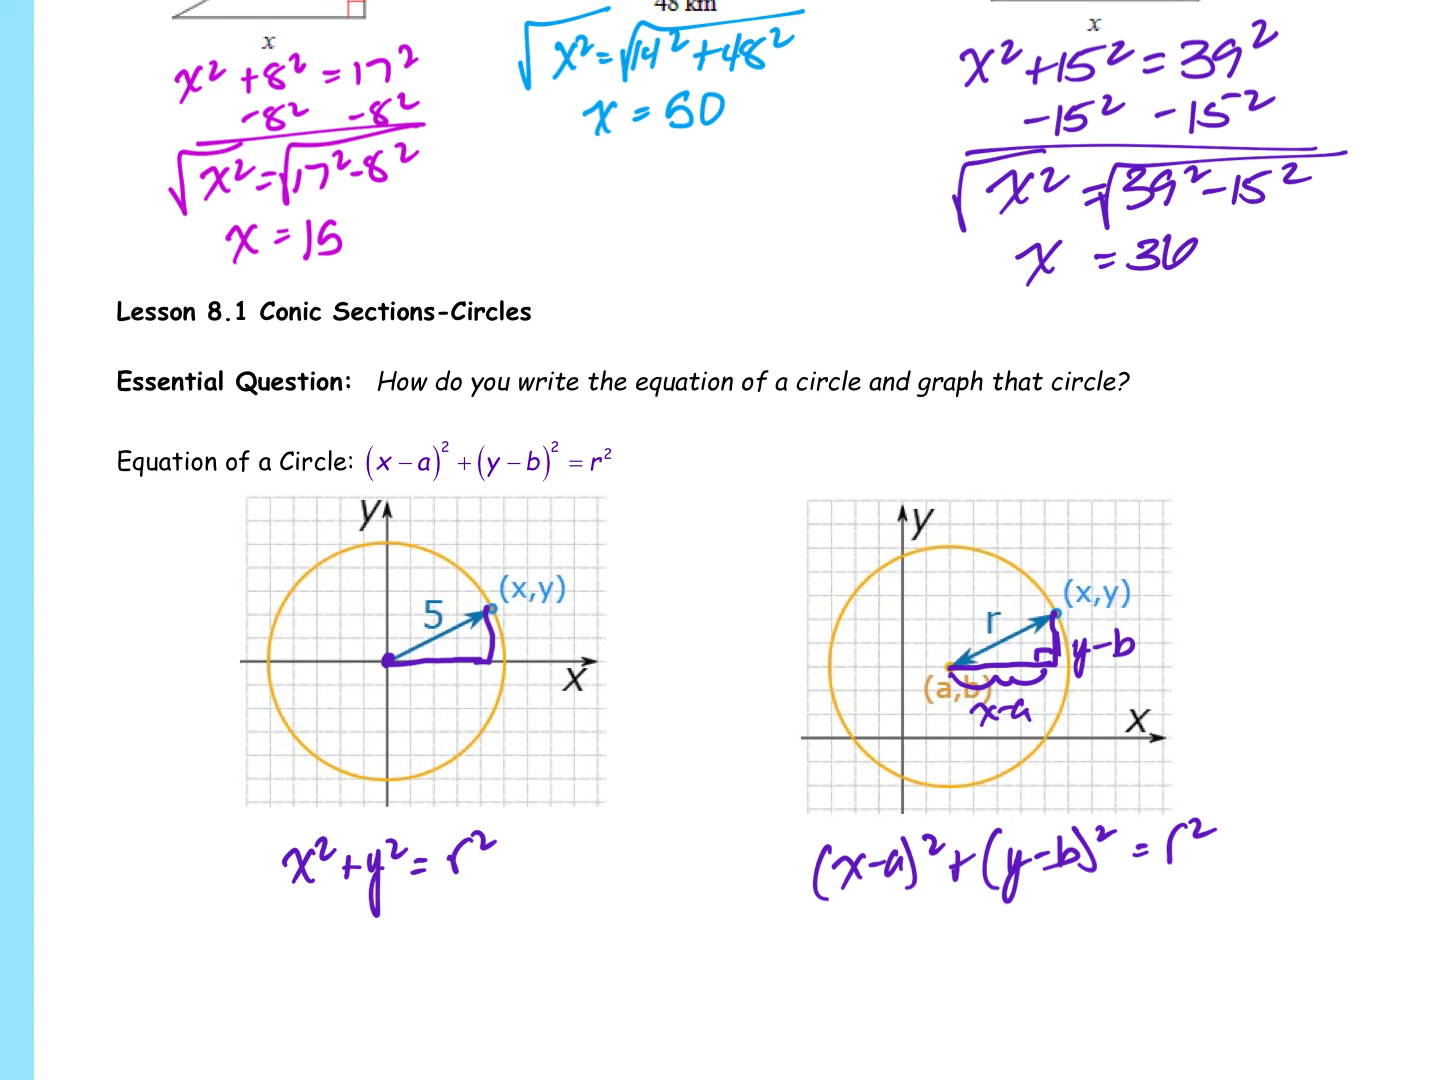 48 km
x
x
x² + 8² = 17²
-8² -8²
√x² = √17² - 8²
x = 15
√x² = √14² + 48²
x = 50
x² + 15² = 39²
-15² -15²
√x² = √39² - 15²
x = 36
Lesson 8.1 Conic Sections-Circles
Essential Question: How do you write the equation of a circle and graph that circle?
Equation of a Circle: (x - a)² + (y - b)² = r²
y
(x,y)
5
x
x² + y² = r²
y
(x,y)
r
y-b
(a,b)
x-a
x
(x-a)² + (y-b)² = r²